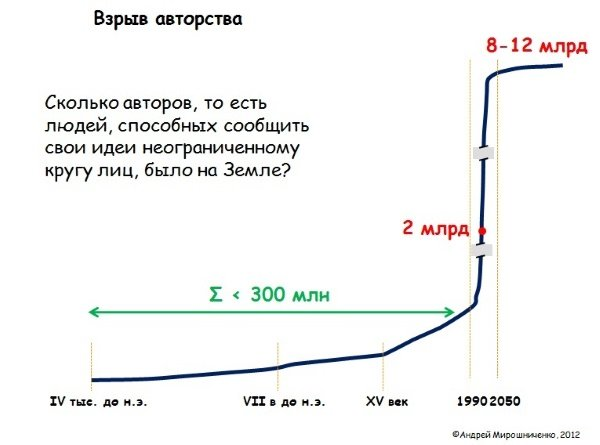 Взрыв авторства
8-12 млрд
Сколько авторов, то есть
людей, способных сообщить
свои идеи неограниченному
кругу лиц, было на Земле?
2 млрд
Σ < 300 млн
IV тыс. до н.э.
VII в до н.э.
XV век
1990
2050
©Андрей Мирошниченко, 2012